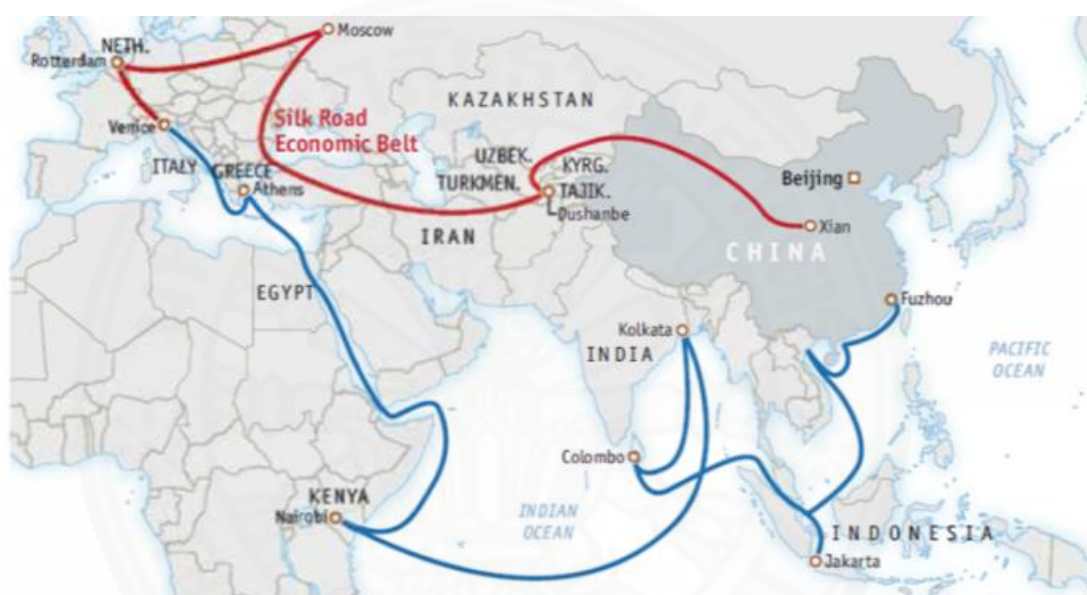 Moscow
NETH.
Rotterdam
KAZAKHSTAN
Silk Road
Economic Belt
Venice
UZBEK.
KYRG.
ITALY
GREECE
TURKMEN.
TAJIK.
Beijing
Athens
Dushanbe
Xian
IRAN
CHINA
EGYPT
Fuzhou
Kolkata
INDIA
PACIFIC
OCEAN
Colombo
KENYA
Nairobi
INDIAN
OCEAN
INDONESIA
Jakarta